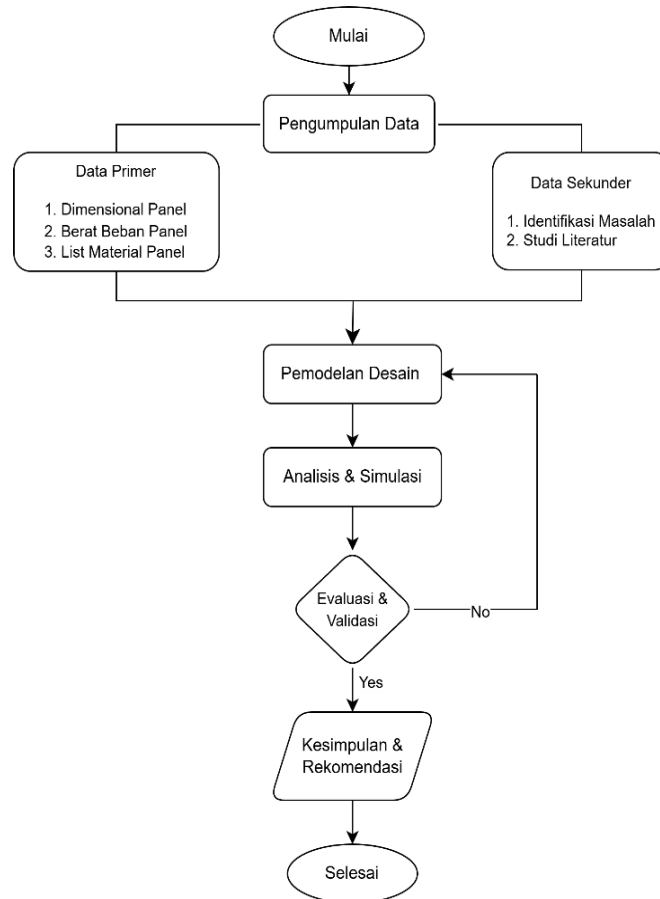 Mulai
Pengumpulan Data
Data Primer
1. Dimensional Panel
2. Berat Beban Panel
3. List Material Panel
Data Sekunder
1. Identifikasi Masalah
2. Studi Literatur
Pemodelan Desain
Analisis & Simulasi
Evaluasi &
Validasi
No
Yes
Kesimpulan &
Rekomendasi
Selesai